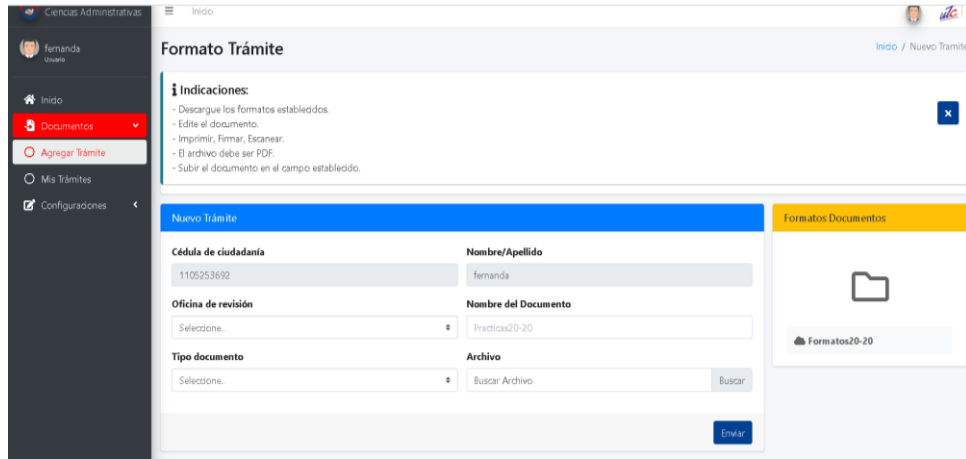 Ciencias Administrativas
Inicio
utc
fernanda
Usuario
Inicio
Documentos
Agregar Trámite
Mis Trámites
Configuraciones
Formato Trámite
Inicio / Nuevo Tramite
Indicaciones:
- Descargue los formatos establecidos.
- Edite el documento.
- Imprimir, Firmar, Escanear.
- El archivo debe ser PDF.
- Subir el documento en el campo establecido.
Nuevo Trámite
Cédula de ciudadanía
Nombre/Apellido
1105253692
fernanda
Oficina de revisión
Nombre del Documento
Seleccione..
Practicas20-20
Tipo documento
Archivo
Seleccione..
Buscar Archivo
Buscar
Enviar
Formatos Documentos
Formatos20-20